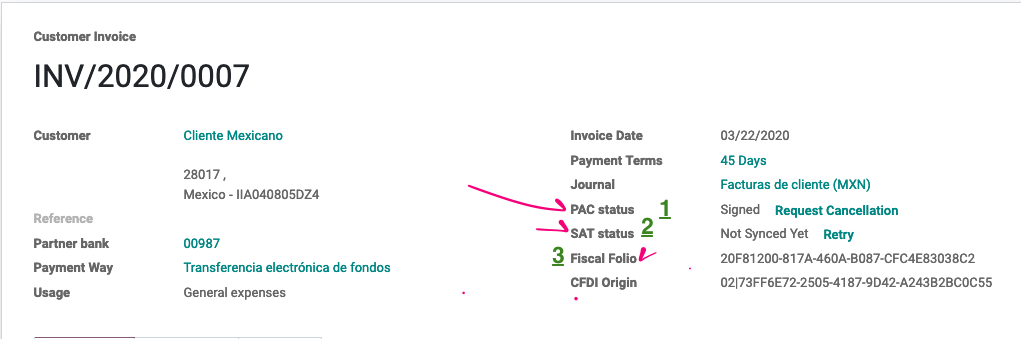 Customer Invoice
INV/2020/0007
Customer Cliente Mexicano
28017 ,
Mexico - IIA040805DZ4
Reference
Partner bank 00987
Payment Way Transferencia electrónica de fondos
Usage General expenses
Invoice Date 03/22/2020
Payment Terms 45 Days
Journal Facturas de cliente (MXN)
PAC status 1 Signed Request Cancellation
SAT status 2 Not Synced Yet Retry
3 Fiscal Folio 20F81200-817A-460A-B087-CFC4E83038C2
CFDI Origin 02|73FF6E72-2505-4187-9D42-A243B2BC0C55